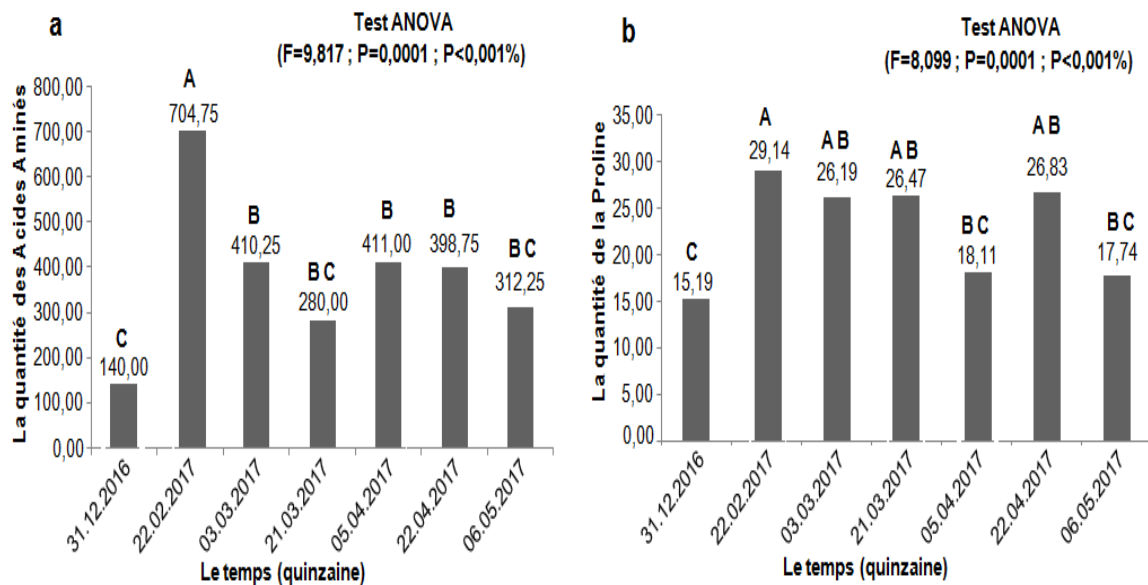 a
Test ANOVA
(F=9,817 ; P=0,0001 ; P<0,001%)
La quantité des Acides Aminés
800,00
700,00
600,00
500,00
400,00
300,00
200,00
100,00
0,00
C
140,00
A
704,75
B
410,25
B C
280,00
B
411,00
B
398,75
B C
312,25
31.12.2016
22.02.2017
03.03.2017
21.03.2017
05.04.2017
22.04.2017
06.05.2017
Le temps (quinzaine)
b
Test ANOVA
(F=8,099 ; P=0,0001 ; P<0,001%)
La quantité de la Proline
35,00
30,00
25,00
20,00
15,00
10,00
5,00
0,00
C
15,19
A
29,14
A B
26,19
A B
26,47
B C
18,11
A B
26,83
B C
17,74
31.12.2016
22.02.2017
03.03.2017
21.03.2017
05.04.2017
22.04.2017
06.05.2017
Le temps (quinzaine)